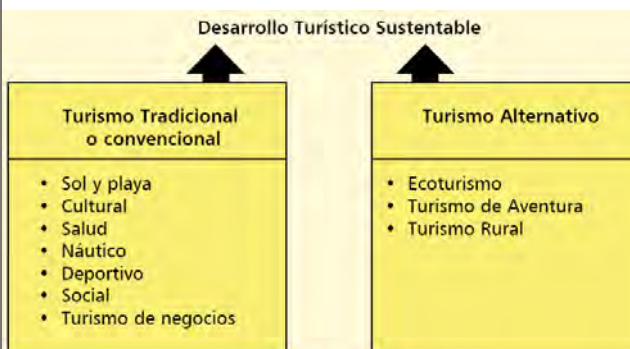 Desarrollo Turístico Sustentable
Turismo Tradicional
o convencional
• Sol y playa
• Cultural
• Salud
• Náutico
• Deportivo
• Social
• Turismo de negocios
Turismo Alternativo
• Ecoturismo
• Turismo de Aventura
• Turismo Rural